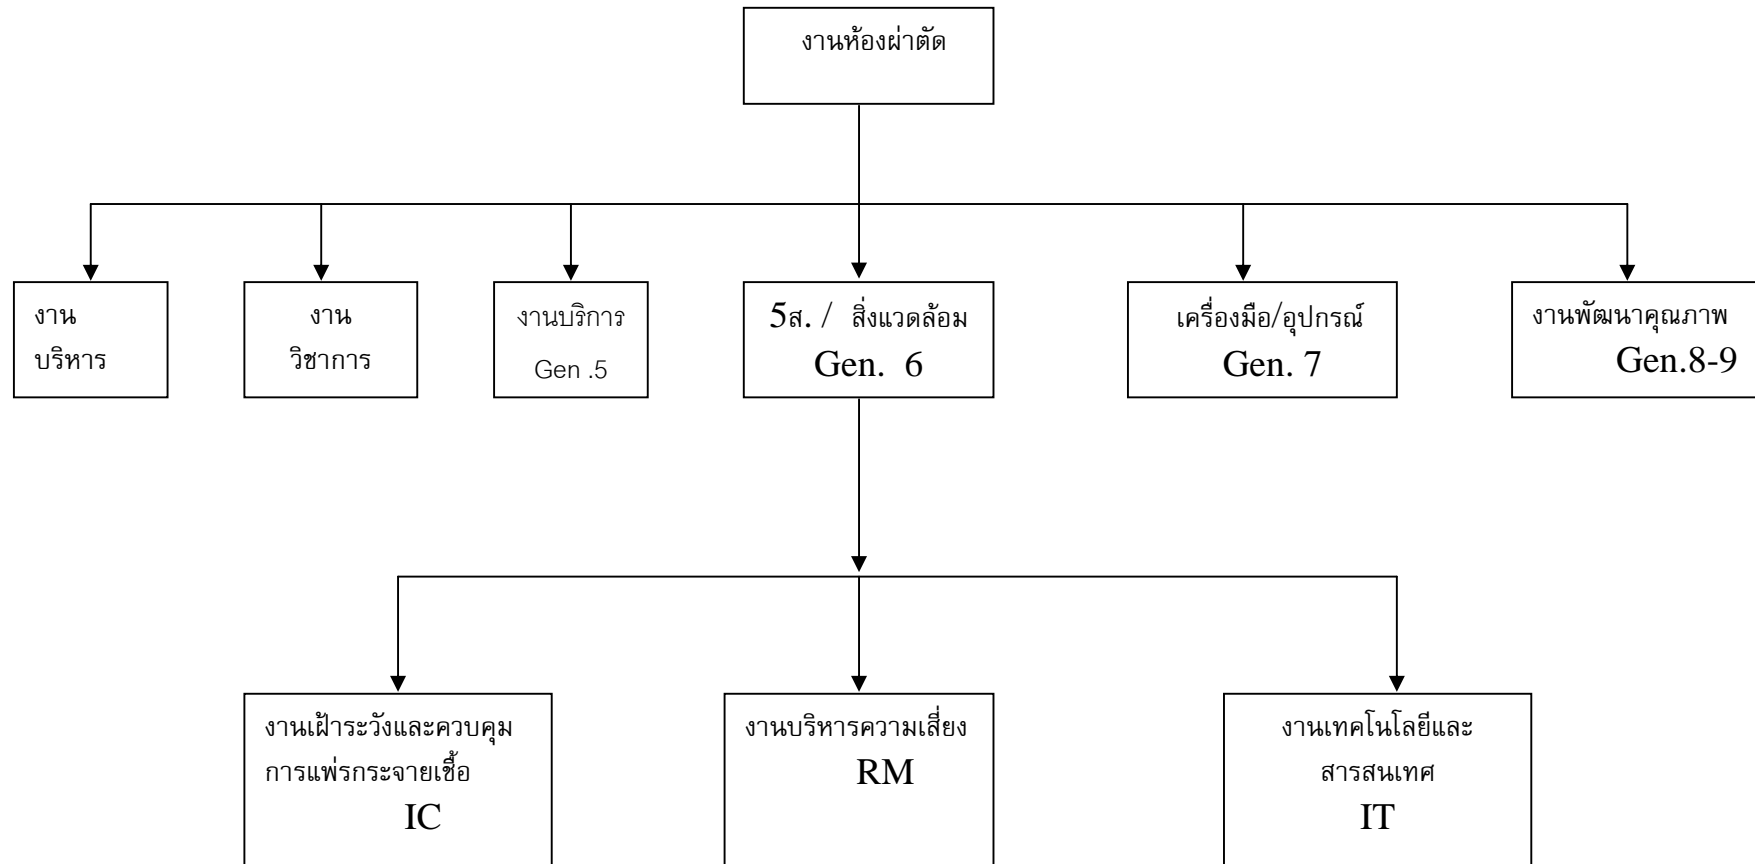 งานห้องผ่าตัด
งาน
บริหาร
งาน
วิชาการ
งานบริการ
Gen .5
5ส. / สิ่งแวดล้อม
Gen. 6
เครื่องมือ/อุปกรณ์
Gen. 7
งานพัฒนาคุณภาพ
Gen.8-9
งานเฝ้าระวังและควบคุม
การแพ่รกระจายเชื้อ
IC
งานบริหารความเสี่ยง
RM
งานเทคโนโลยีและ
สารสนเทศ
IT